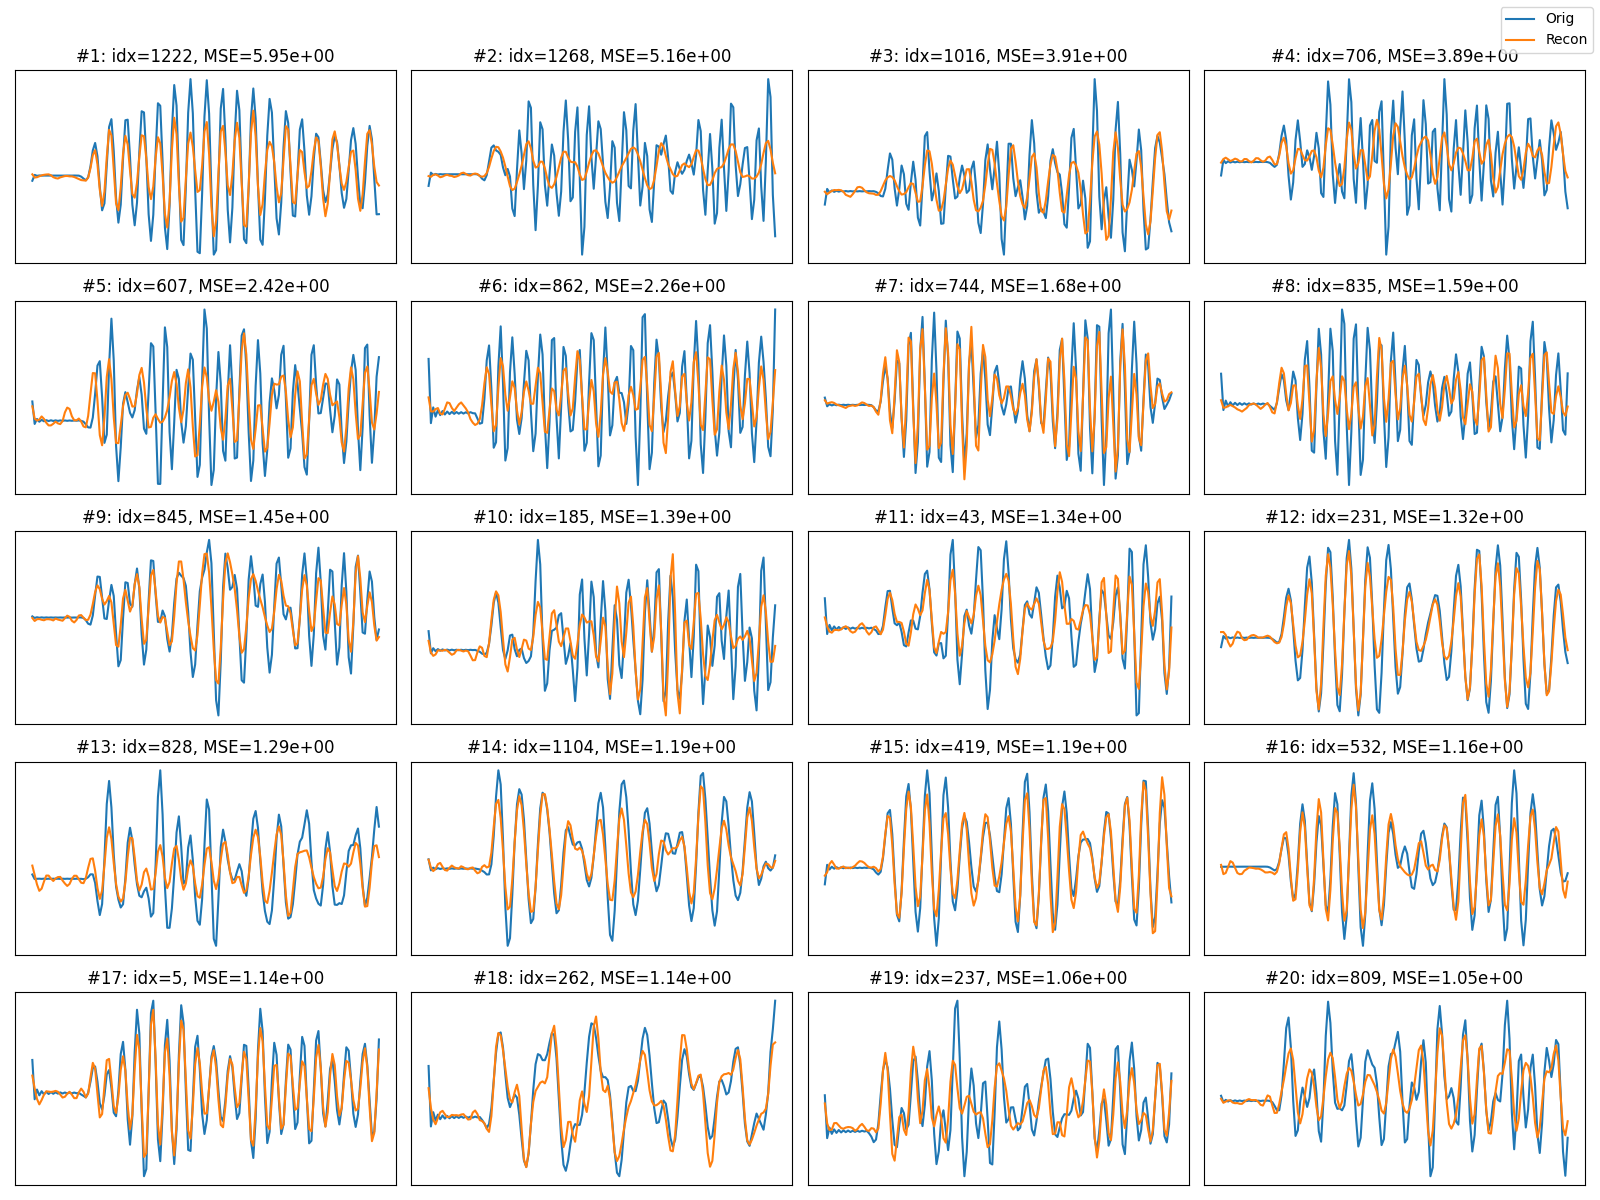 Orig
Recon
#1: idx=1222, MSE=5.95e+00
#2: idx=1268, MSE=5.16e+00
#3: idx=1016, MSE=3.91e+00
#4: idx=706, MSE=3.89e+00
#5: idx=607, MSE=2.42e+00
#6: idx=862, MSE=2.26e+00
#7: idx=744, MSE=1.68e+00
#8: idx=835, MSE=1.59e+00
#9: idx=845, MSE=1.45e+00
#10: idx=185, MSE=1.39e+00
#11: idx=43, MSE=1.34e+00
#12: idx=231, MSE=1.32e+00
#13: idx=828, MSE=1.29e+00
#14: idx=1104, MSE=1.19e+00
#15: idx=419, MSE=1.19e+00
#16: idx=532, MSE=1.16e+00
#17: idx=5, MSE=1.14e+00
#18: idx=262, MSE=1.14e+00
#19: idx=237, MSE=1.06e+00
#20: idx=809, MSE=1.05e+00